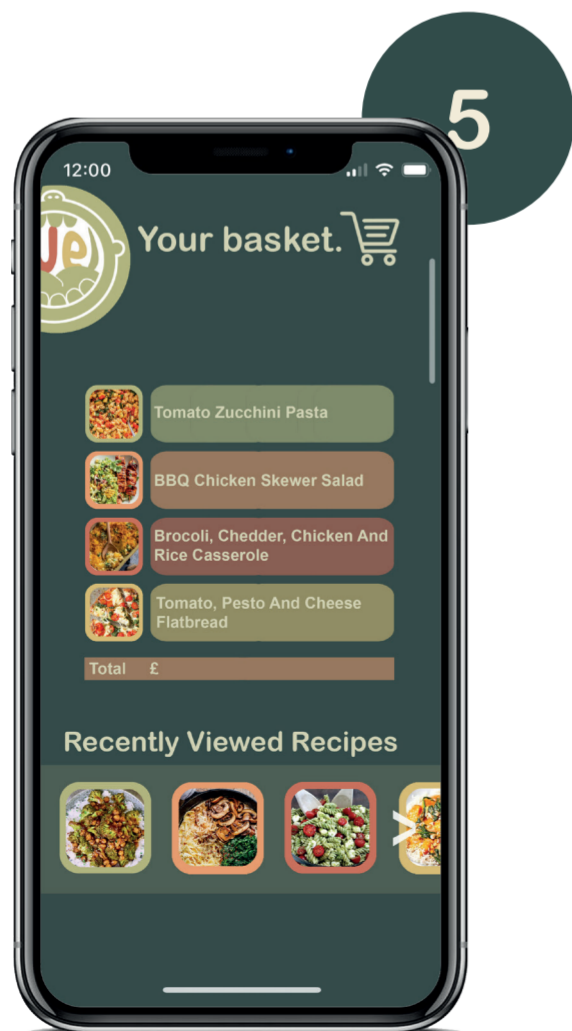 5
12:00
Your basket.
Tomato Zucchini Pasta
BBQ Chicken Skewer Salad
Brocoli, Chedder, Chicken And
Rice Casserole
Tomato, Pesto And Cheese
Flatbread
Total £
Recently Viewed Recipes
>